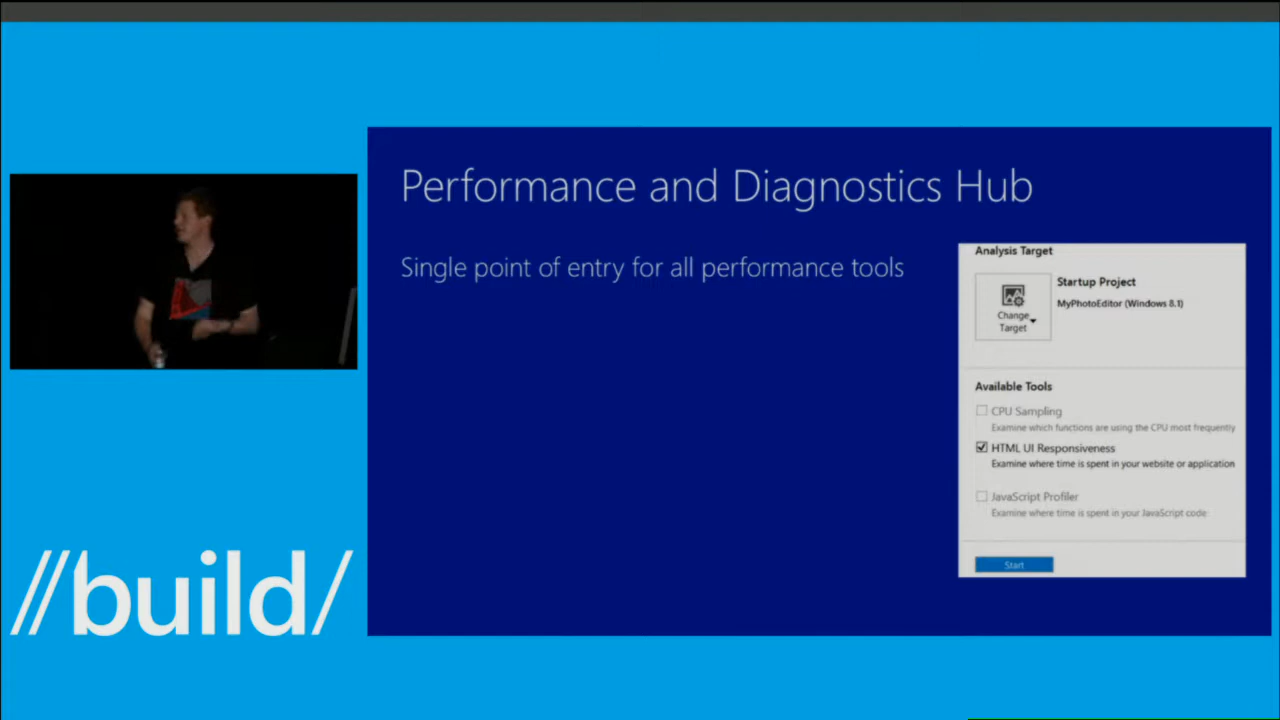 Performance and Diagnostics Hub
Single point of entry for all performance tools
Analysis Target
Change
Target
Startup Project
MyPhotoEditor (Windows 8.1)
Available Tools
CPU Sampling
Examine which functions are using the CPU most frequently
HTML UI Responsiveness
Examine where time is spent in your website or application
JavaScript Profiler
Examine where time is spent in your JavaScript code
Start
//build/